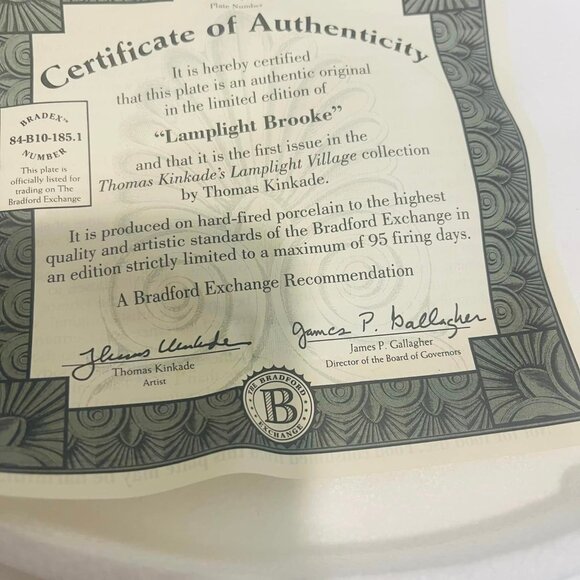 Plate Number
Certificate of Authenticity
It is hereby certified
that this plate is an authentic original
in the limited edition of
"Lamplight Brooke"
and that it is the first issue in the
Thomas Kinkade's Lamplight Village collection
by Thomas Kinkade.
BRADEX™
84-B10-185.1
NUMBER
This plate is
officially listed for
trading on The
Bradford Exchange
It is produced on hard-fired porcelain to the highest
quality and artistic standards of the Bradford Exchange in
an edition strictly limited to a maximum of 95 firing days.
A Bradford Exchange Recommendation
Thomas Kinkade
Thomas Kinkade
Artist
James P. Gallagher
James P. Gallagher
Director of the Board of Governors
THE BRADFORD
B
EXCHANGE